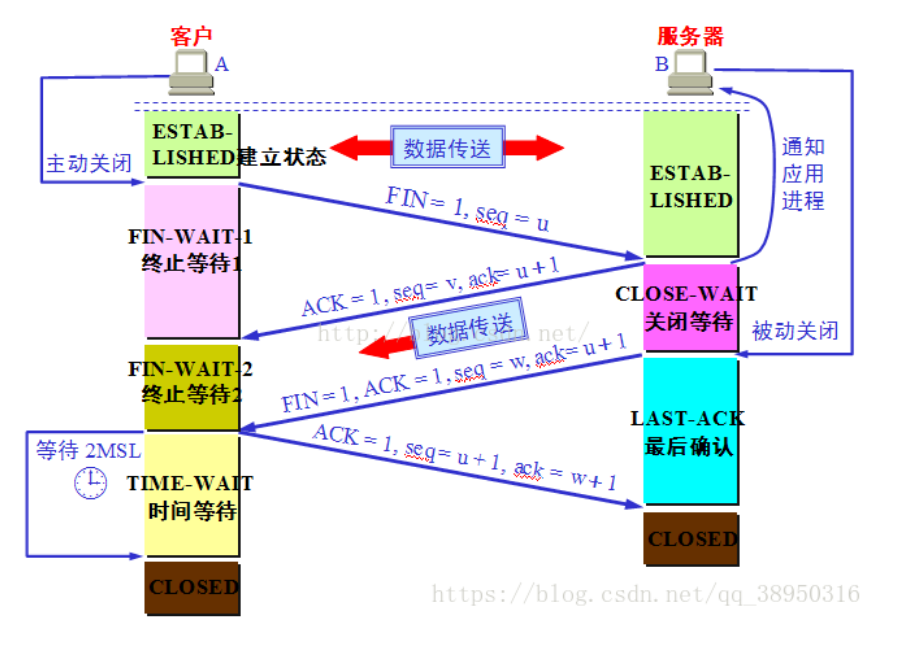 客户
服务器
A
B
ESTAB-
LISHED建立状态
数据传送
主动关闭
通知
应用
进程
ESTAB-
LISHED
FIN = 1, seq = u
FIN-WAIT-1
终止等待1
ACK = 1, seq= v, ack= u + 1
CLOSE-WAIT
关闭等待
被动关闭
数据传送
FIN-WAIT-2
终止等待2
FIN = 1, ACK = 1, seq = w, ack= u + 1
LAST-ACK
最后确认
等待 2MSL
ACK = 1, seq= u + 1, ack = w + 1
TIME-WAIT
时间等待
CLOSED
CLOSED
https://blog.csdn.net/qq_38950316